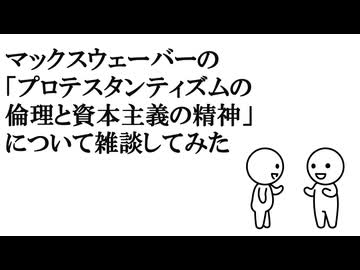 マックスウェーバーの
「プロテスタンティズムの
倫理と資本主義の精神」
について雑談してみた